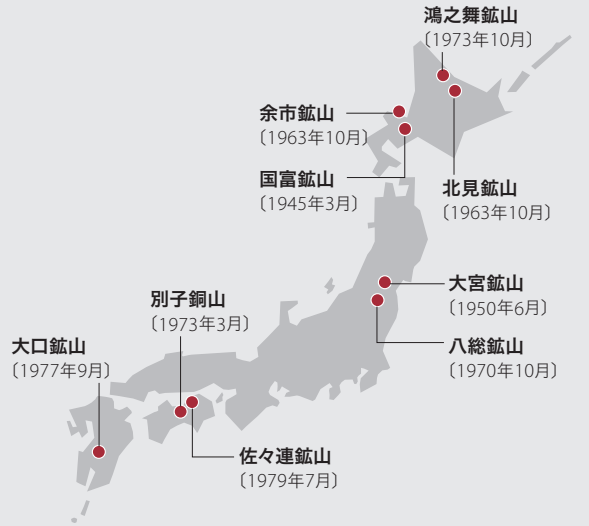 鴻之舞鉱山
〔1973年10月〕
余市鉱山
〔1963年10月〕
国富鉱山
〔1945年3月〕
北見鉱山
〔1963年10月〕
大宮鉱山
〔1950年6月〕
八総鉱山
〔1970年10月〕
別子銅山
〔1973年3月〕
大口鉱山
〔1977年9月〕
佐々連鉱山
〔1979年7月〕